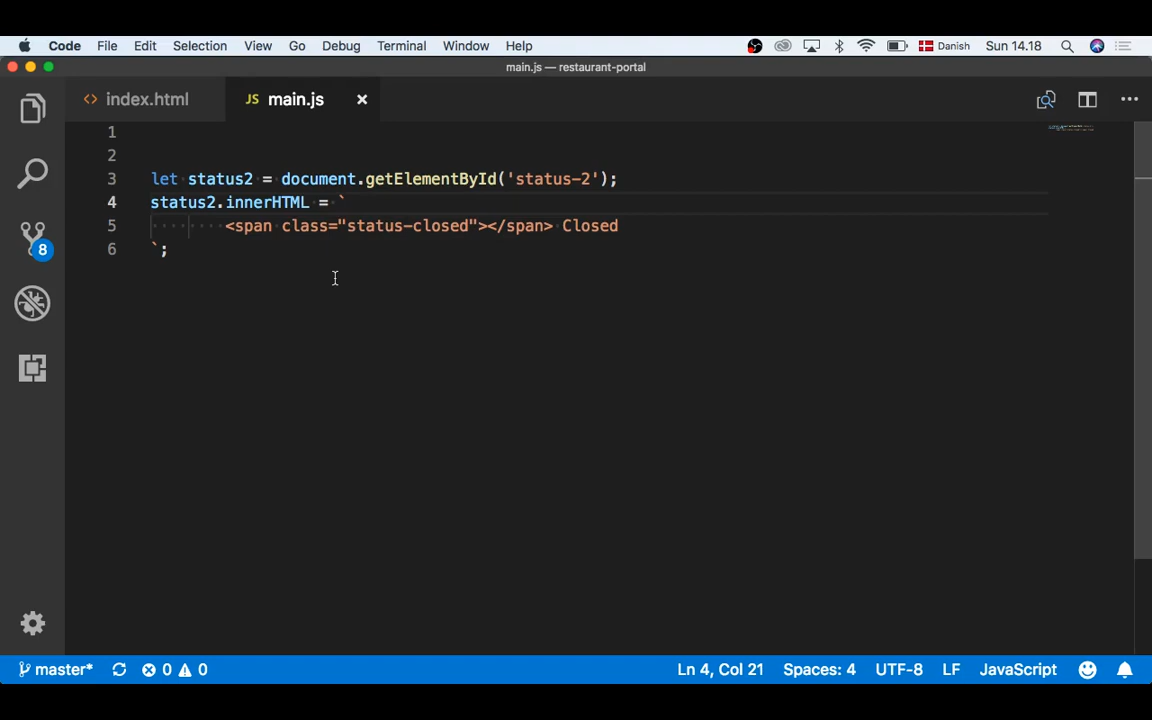 Code File Edit Selection View Go Debug Terminal Window Help Danish Sun 14.18
main.js — restaurant-portal
index.html JS main.js
1
2
3 let status2 = document.getElementById('status-2');
4 status2.innerHTML = `
5 <span class="status-closed"></span> Closed
6 `;
8
master* 0 0 Ln 4, Col 21 Spaces: 4 UTF-8 LF JavaScript